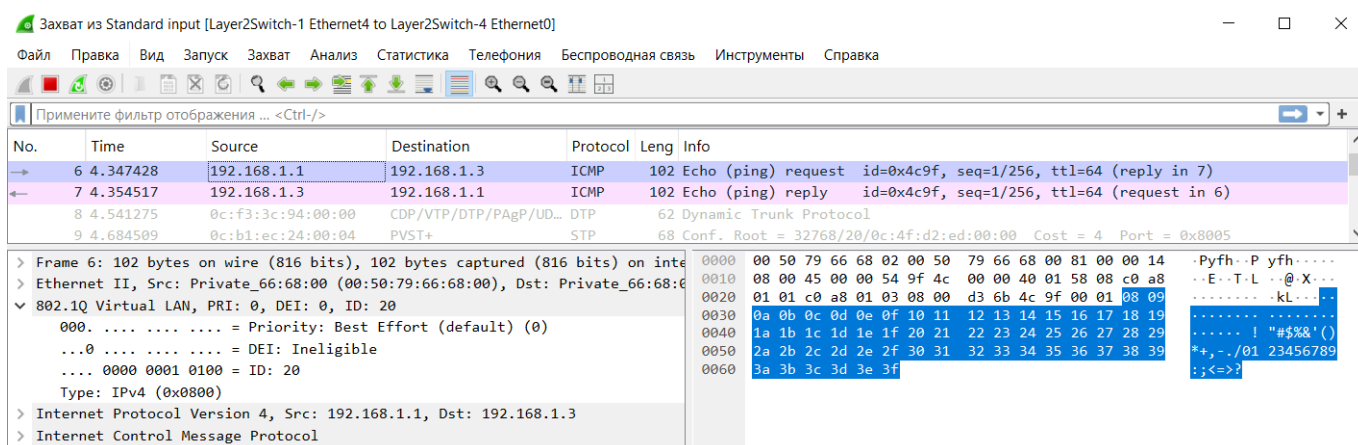 Захват из Standard input [Layer2Switch-1 Ethernet4 to Layer2Switch-4 Ethernet0]
Файл Правка Вид Запуск Захват Анализ Статистика Телефония Беспроводная связь Инструменты Справка
Примените фильтр отображения ... <Ctrl-/>
No. Time Source Destination Protocol Leng Info
6 4.347428 192.168.1.1 192.168.1.3 ICMP 102 Echo (ping) request id=0x4c9f, seq=1/256, ttl=64 (reply in 7)
7 4.354517 192.168.1.3 192.168.1.1 ICMP 102 Echo (ping) reply id=0x4c9f, seq=1/256, ttl=64 (request in 6)
8 4.541275 0c:f3:3c:94:00:00 CDP/VTP/DTP/PAgP/UD… DTP 62 Dynamic Trunk Protocol
9 4.684509 0c:b1:ec:24:00:04 PVST+ STP 68 Conf. Root = 32768/20/0c:4f:d2:ed:00:00 Cost = 4 Port = 0x8005
Frame 6: 102 bytes on wire (816 bits), 102 bytes captured (816 bits) on inte
Ethernet II, Src: Private_66:68:00 (00:50:79:66:68:00), Dst: Private_66:68:0
802.1Q Virtual LAN, PRI: 0, DEI: 0, ID: 20
000. .... .... .... = Priority: Best Effort (default) (0)
...0 .... .... .... = DEI: Ineligible
.... 0000 0001 0100 = ID: 20
Type: IPv4 (0x0800)
Internet Protocol Version 4, Src: 192.168.1.1, Dst: 192.168.1.3
Internet Control Message Protocol
0000 00 50 79 66 68 02 00 50 79 66 68 00 81 00 00 14 ·Pyfh··P yfh·····
0010 08 00 45 00 00 54 9f 4c 00 00 40 01 58 08 c0 a8 ··E··T·L ··@·X···
0020 01 01 c0 a8 01 03 08 00 d3 6b 4c 9f 00 01 08 09 ········ ·kL·····
0030 0a 0b 0c 0d 0e 0f 10 11 12 13 14 15 16 17 18 19 ········ ········
0040 1a 1b 1c 1d 1e 1f 20 21 22 23 24 25 26 27 28 29 ······ ! "#$%&'()
0050 2a 2b 2c 2d 2e 2f 30 31 32 33 34 35 36 37 38 39 *+,-./01 23456789
0060 3a 3b 3c 3d 3e 3f :;<=>?